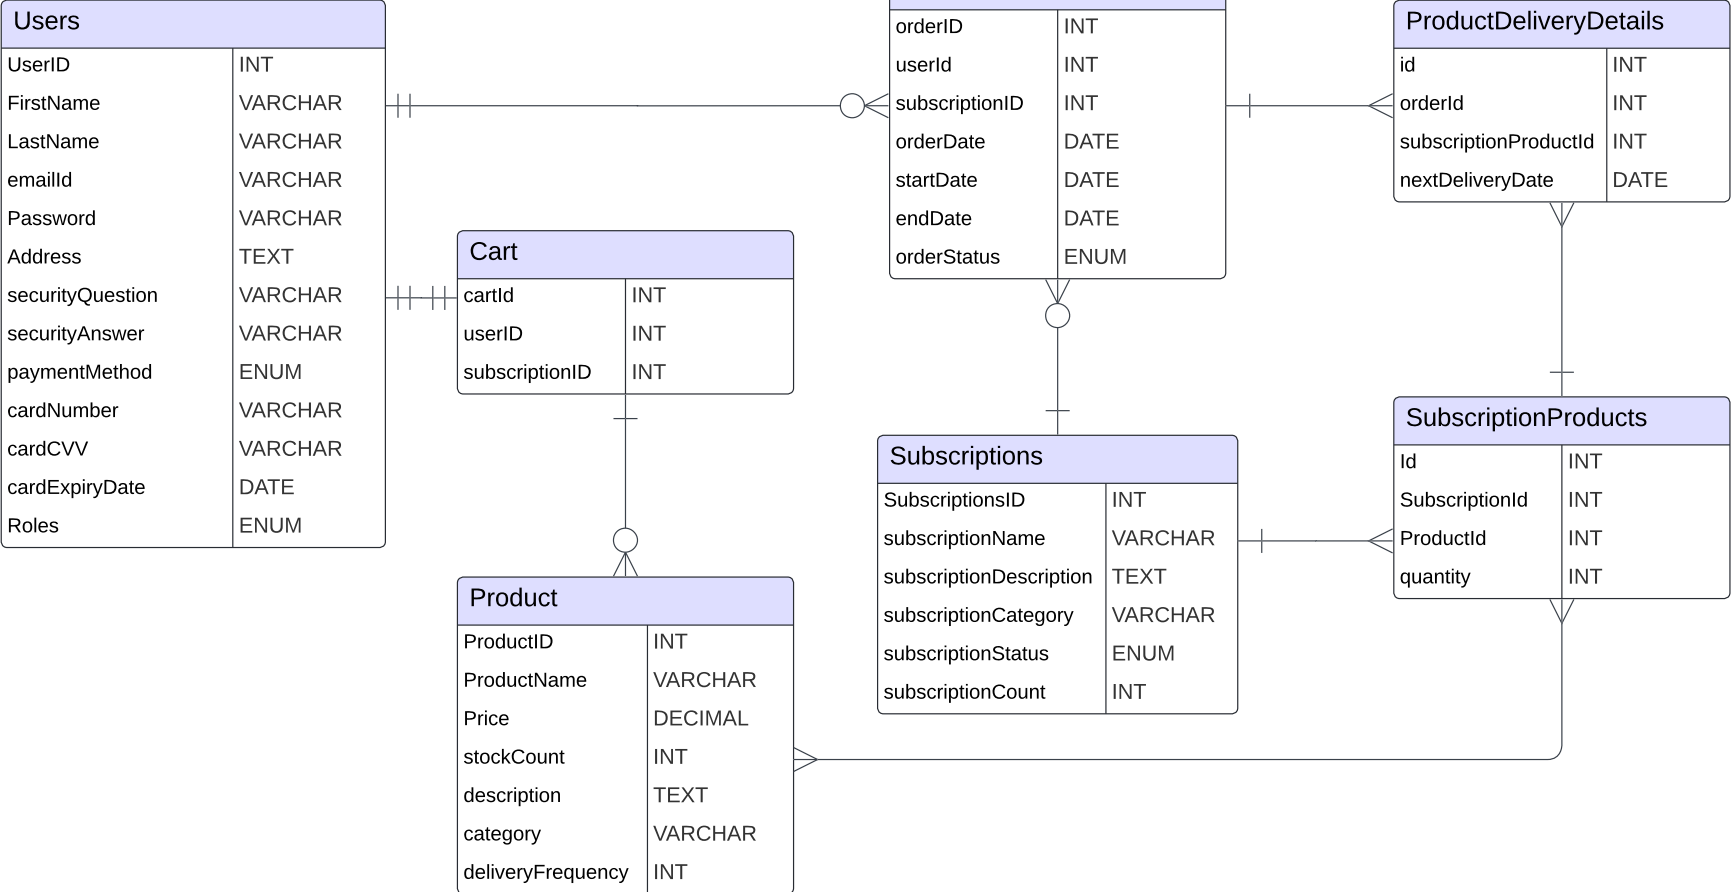 Users
UserID INT
FirstName VARCHAR
LastName VARCHAR
emailId VARCHAR
Password VARCHAR
Address TEXT
securityQuestion VARCHAR
securityAnswer VARCHAR
paymentMethod ENUM
cardNumber VARCHAR
cardCVV VARCHAR
cardExpiryDate DATE
Roles ENUM
Cart
cartId INT
userID INT
subscriptionID INT
Product
ProductID INT
ProductName VARCHAR
Price DECIMAL
stockCount INT
description TEXT
category VARCHAR
deliveryFrequency INT
orderID INT
userId INT
subscriptionID INT
orderDate DATE
startDate DATE
endDate DATE
orderStatus ENUM
Subscriptions
SubscriptionsID INT
subscriptionName VARCHAR
subscriptionDescription TEXT
subscriptionCategory VARCHAR
subscriptionStatus ENUM
subscriptionCount INT
ProductDeliveryDetails
id INT
orderId INT
subscriptionProductId INT
nextDeliveryDate DATE
SubscriptionProducts
Id INT
SubscriptionId INT
ProductId INT
quantity INT